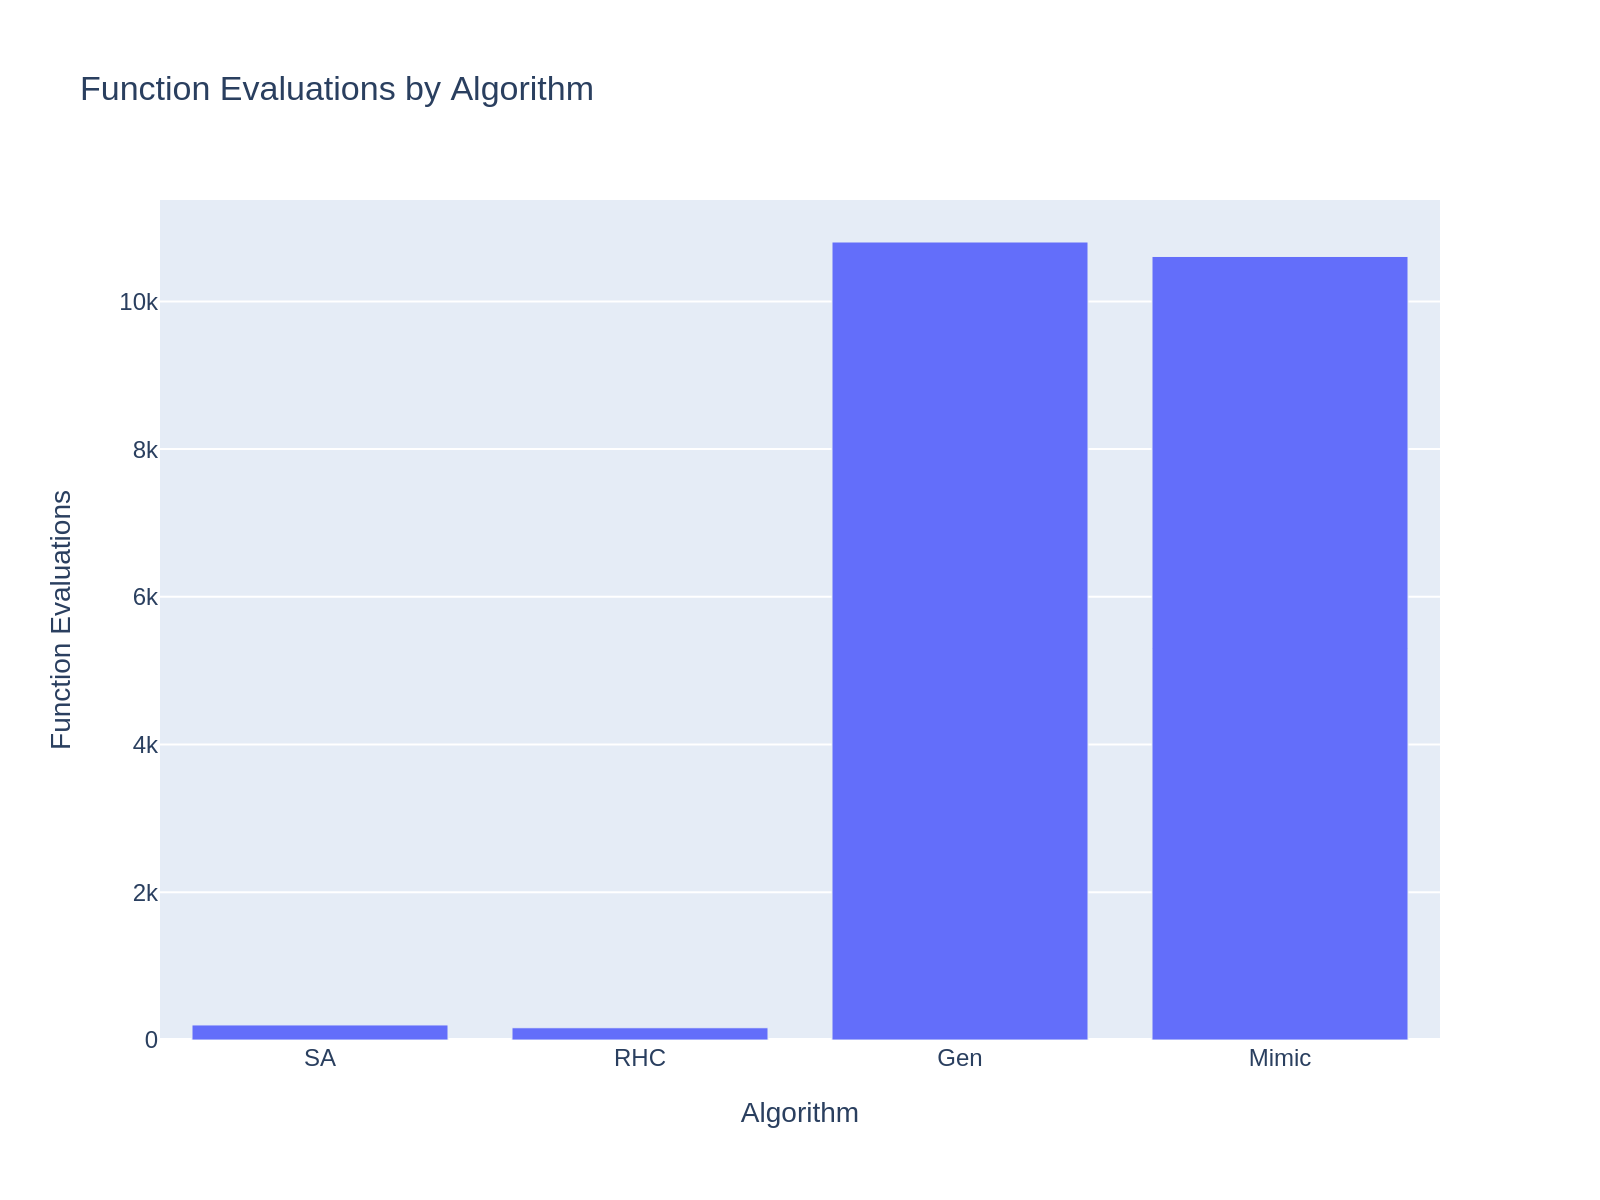 Function Evaluations by Algorithm
Function Evaluations
10k
8k
6k
4k
2k
0
SA
RHC
Gen
Mimic
Algorithm